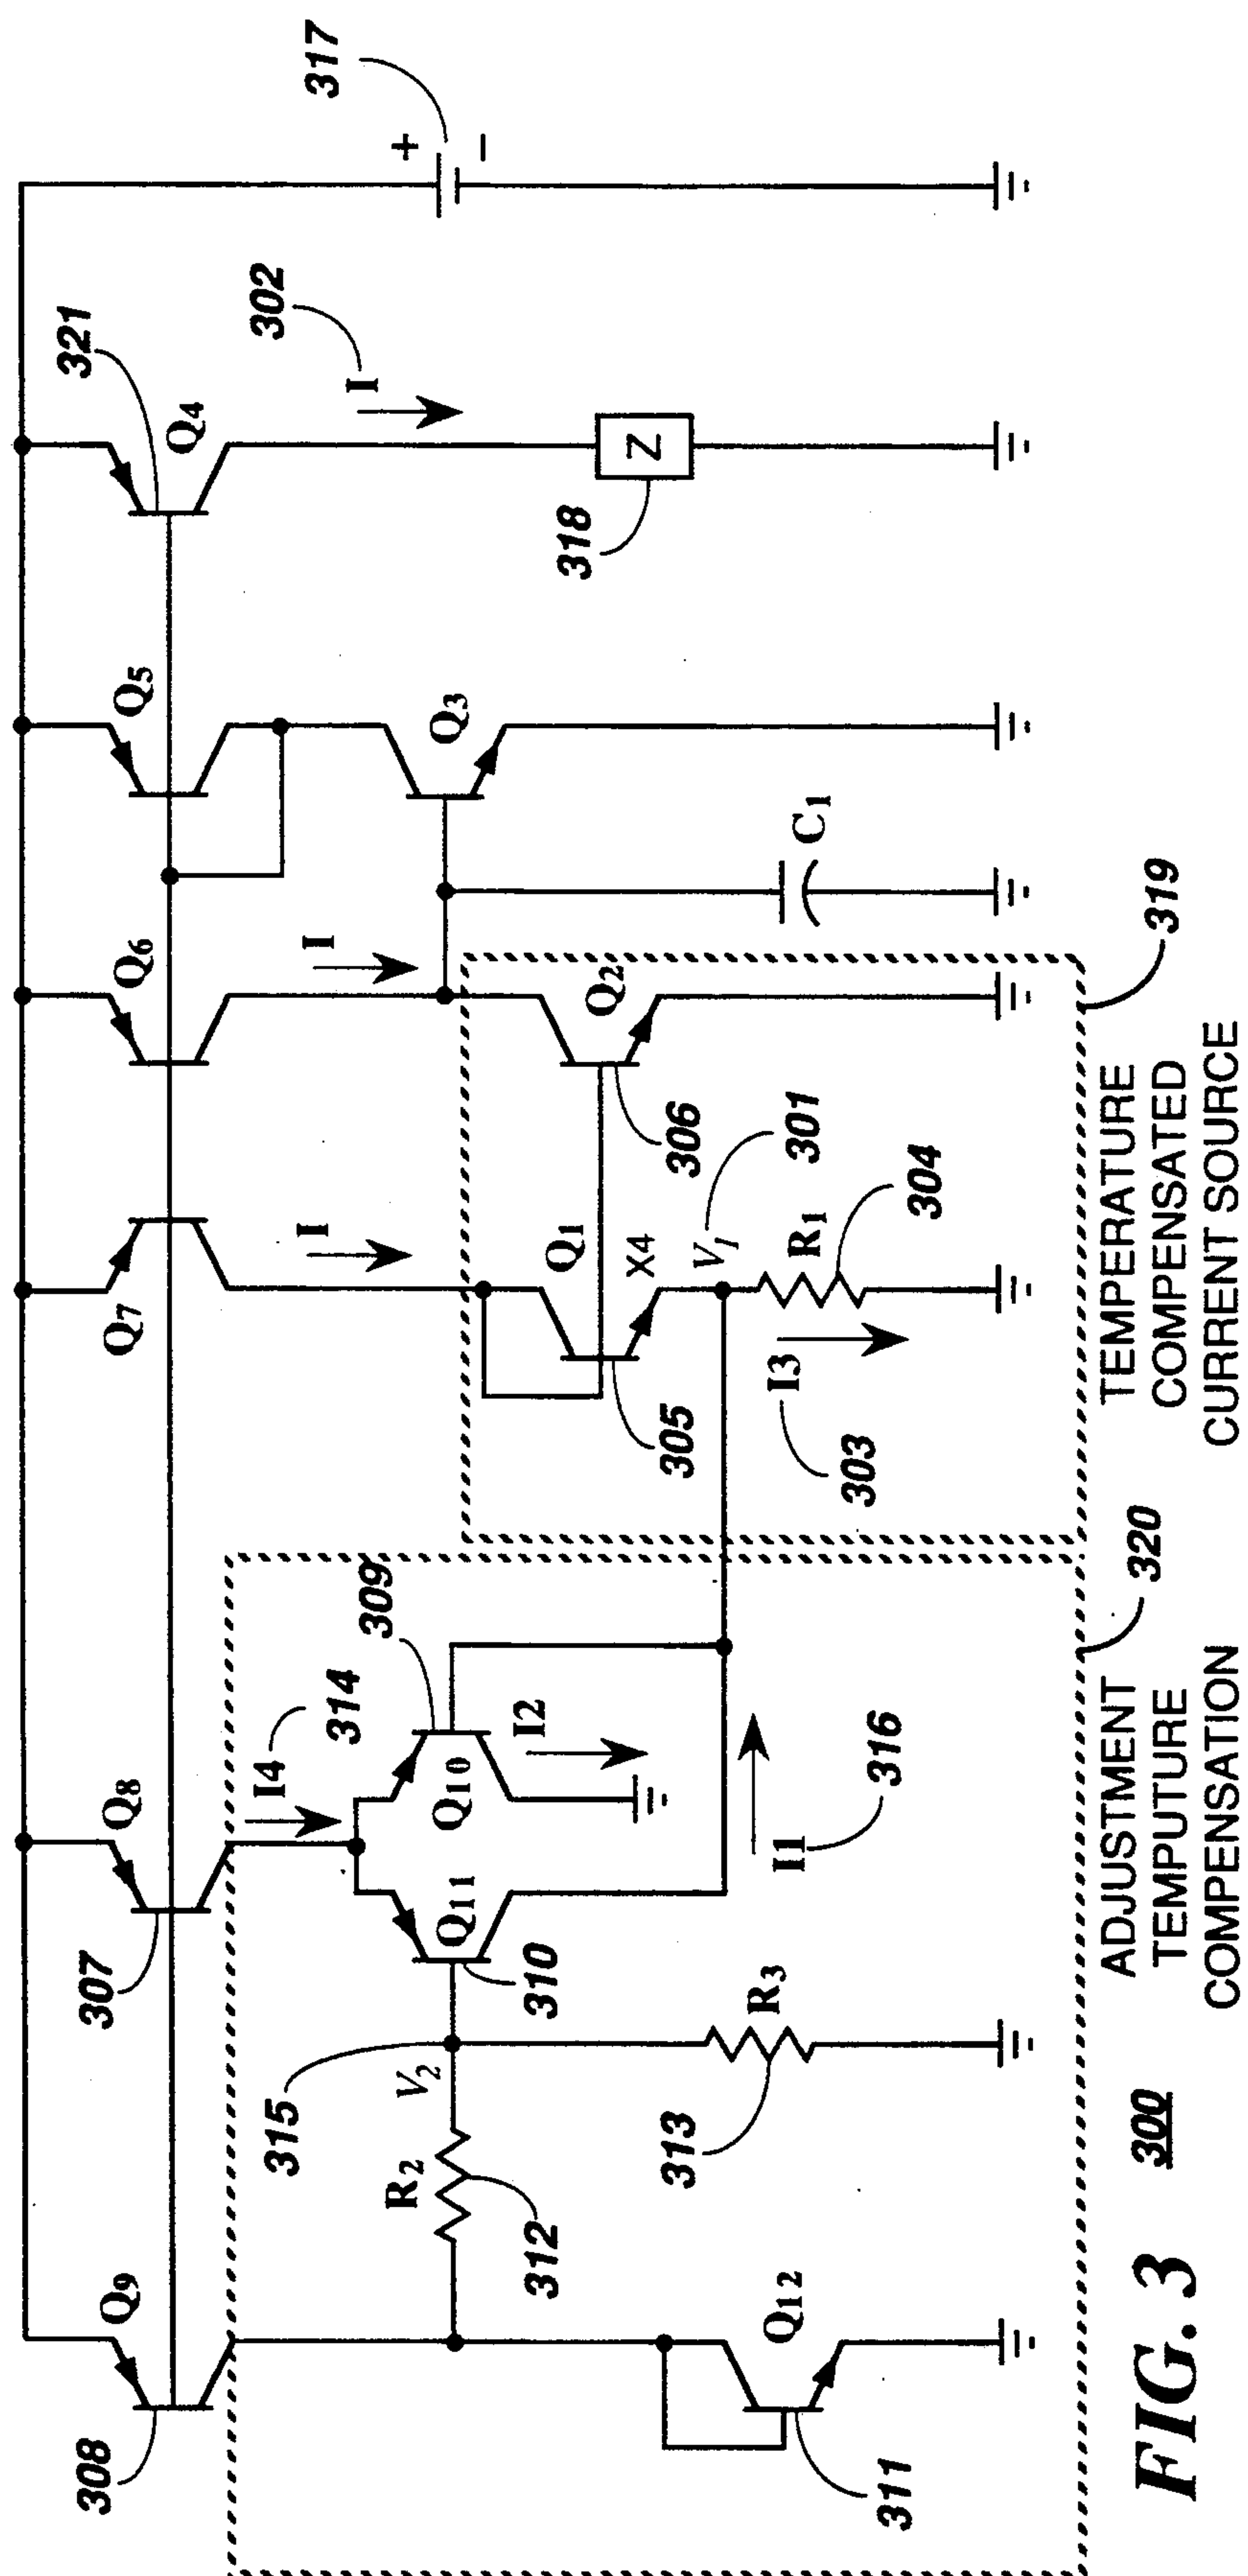 317
+
−
302
I
321
Q4
Z
318
Q5
Q3
C1
Q6
I
Q2
306
301
319
Q7
I
Q1
X4
V1
R1
304
305
I3
303
TEMPERATURE
COMPENSATED
CURRENT SOURCE
Q8
307
I4
314
309
Q10
I2
Q11
310
I1
316
320
ADJUSTMENT
TEMPUTURE
COMPENSATION
Q9
308
315
V2
R2
312
R3
313
Q12
311
300
FIG. 3